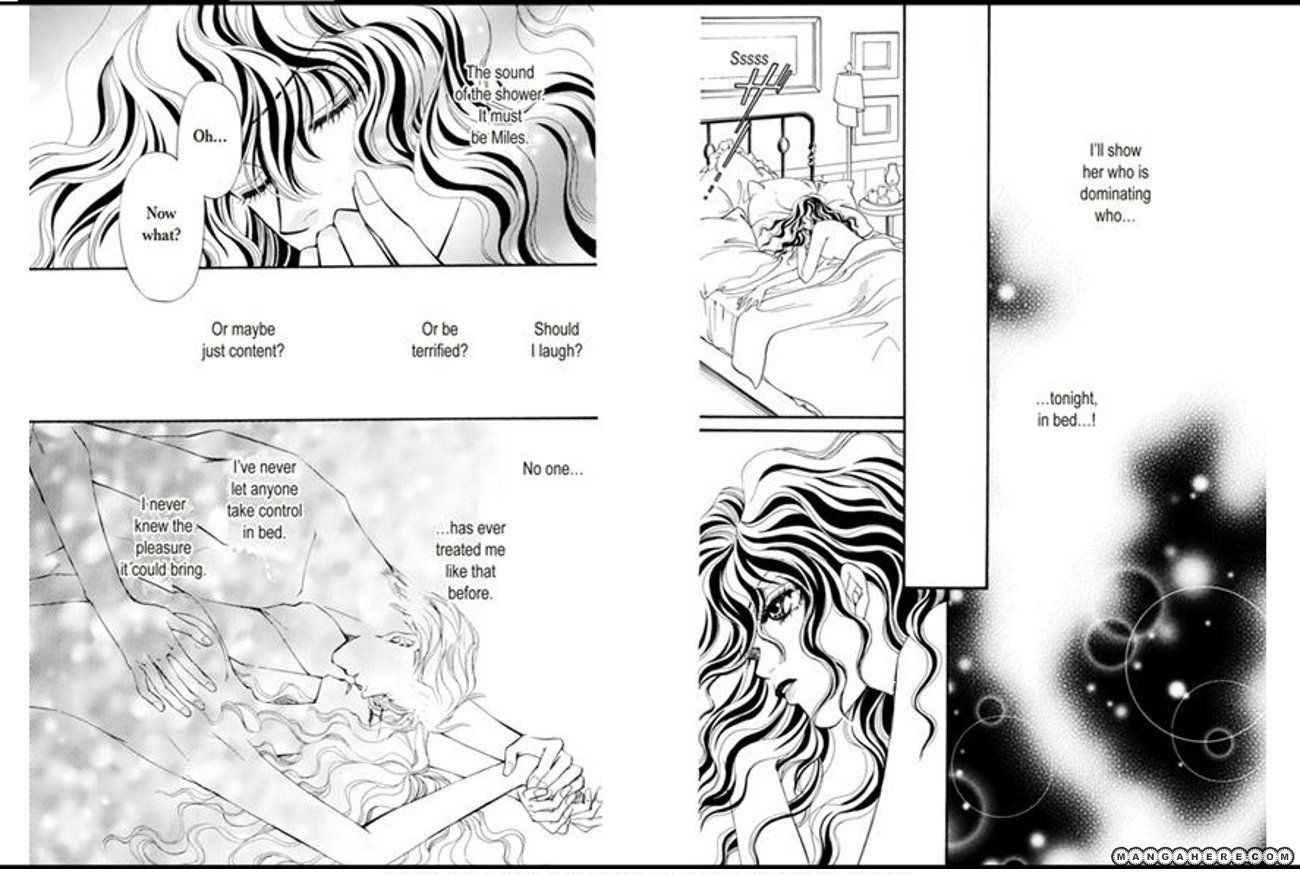 I'll show
her who is
dominating
who...
...tonight,
in bed...!
Sssss
ザー
The sound
of the shower.
It must
be Miles.
Oh...
Now
what?
Should
I laugh?
Or be
terrified?
Or maybe
just content?
No one...
...has ever
treated me
like that
before.
I've never
let anyone
take control
in bed.
I never
knew the
pleasure
it could bring.
MANGAHERE.COM